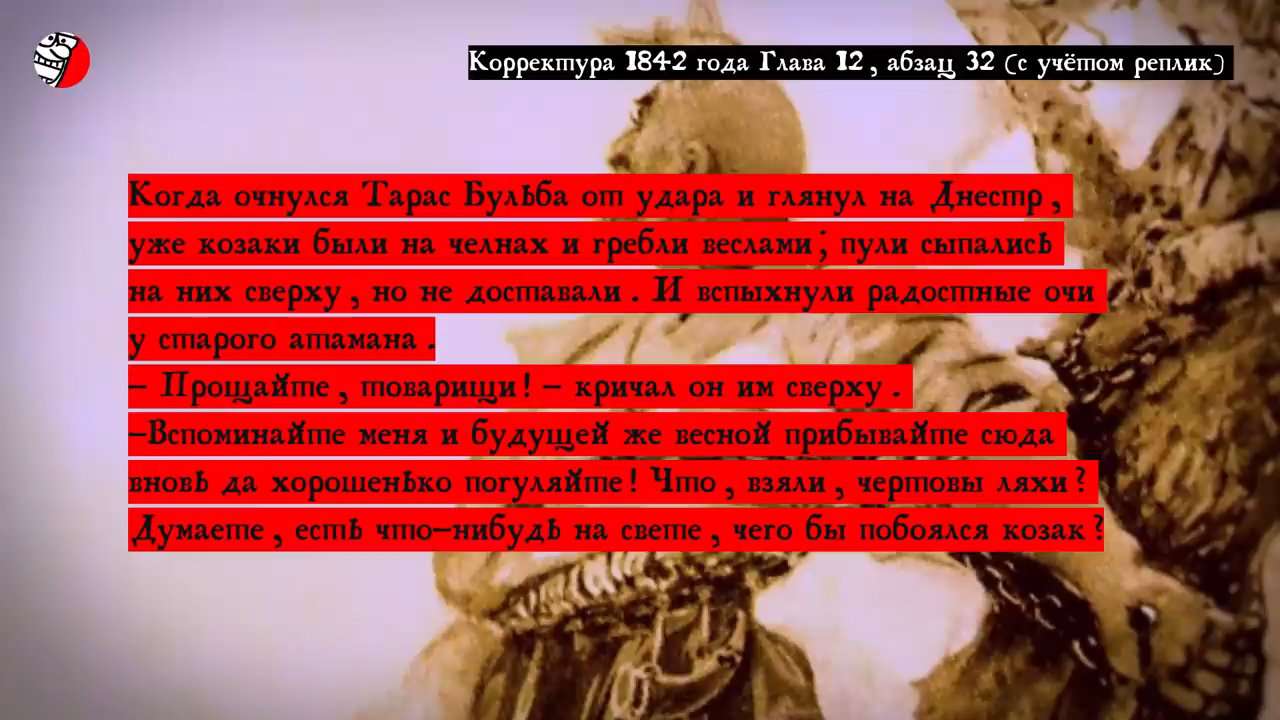 Корректура 1842 года Глава 12, абзац 32 (с учётом реплик)
Когда очнулся Тарас Бульба от удара и глянул на Днестр,
уже козаки были на челнах и гребли веслами; пули сыпались
на них сверху, но не доставали. И вспыхнули радостные очи
у старого атамана.
– Прощайте, товарищи! – кричал он им сверху.
–Вспоминайте меня и будущей же весной прибывайте сюда
вновь да хорошенько погуляйте! Что, взяли, чертовы ляхи?
Думаете, есть что–нибудь на свете, чего бы побоялся козак?